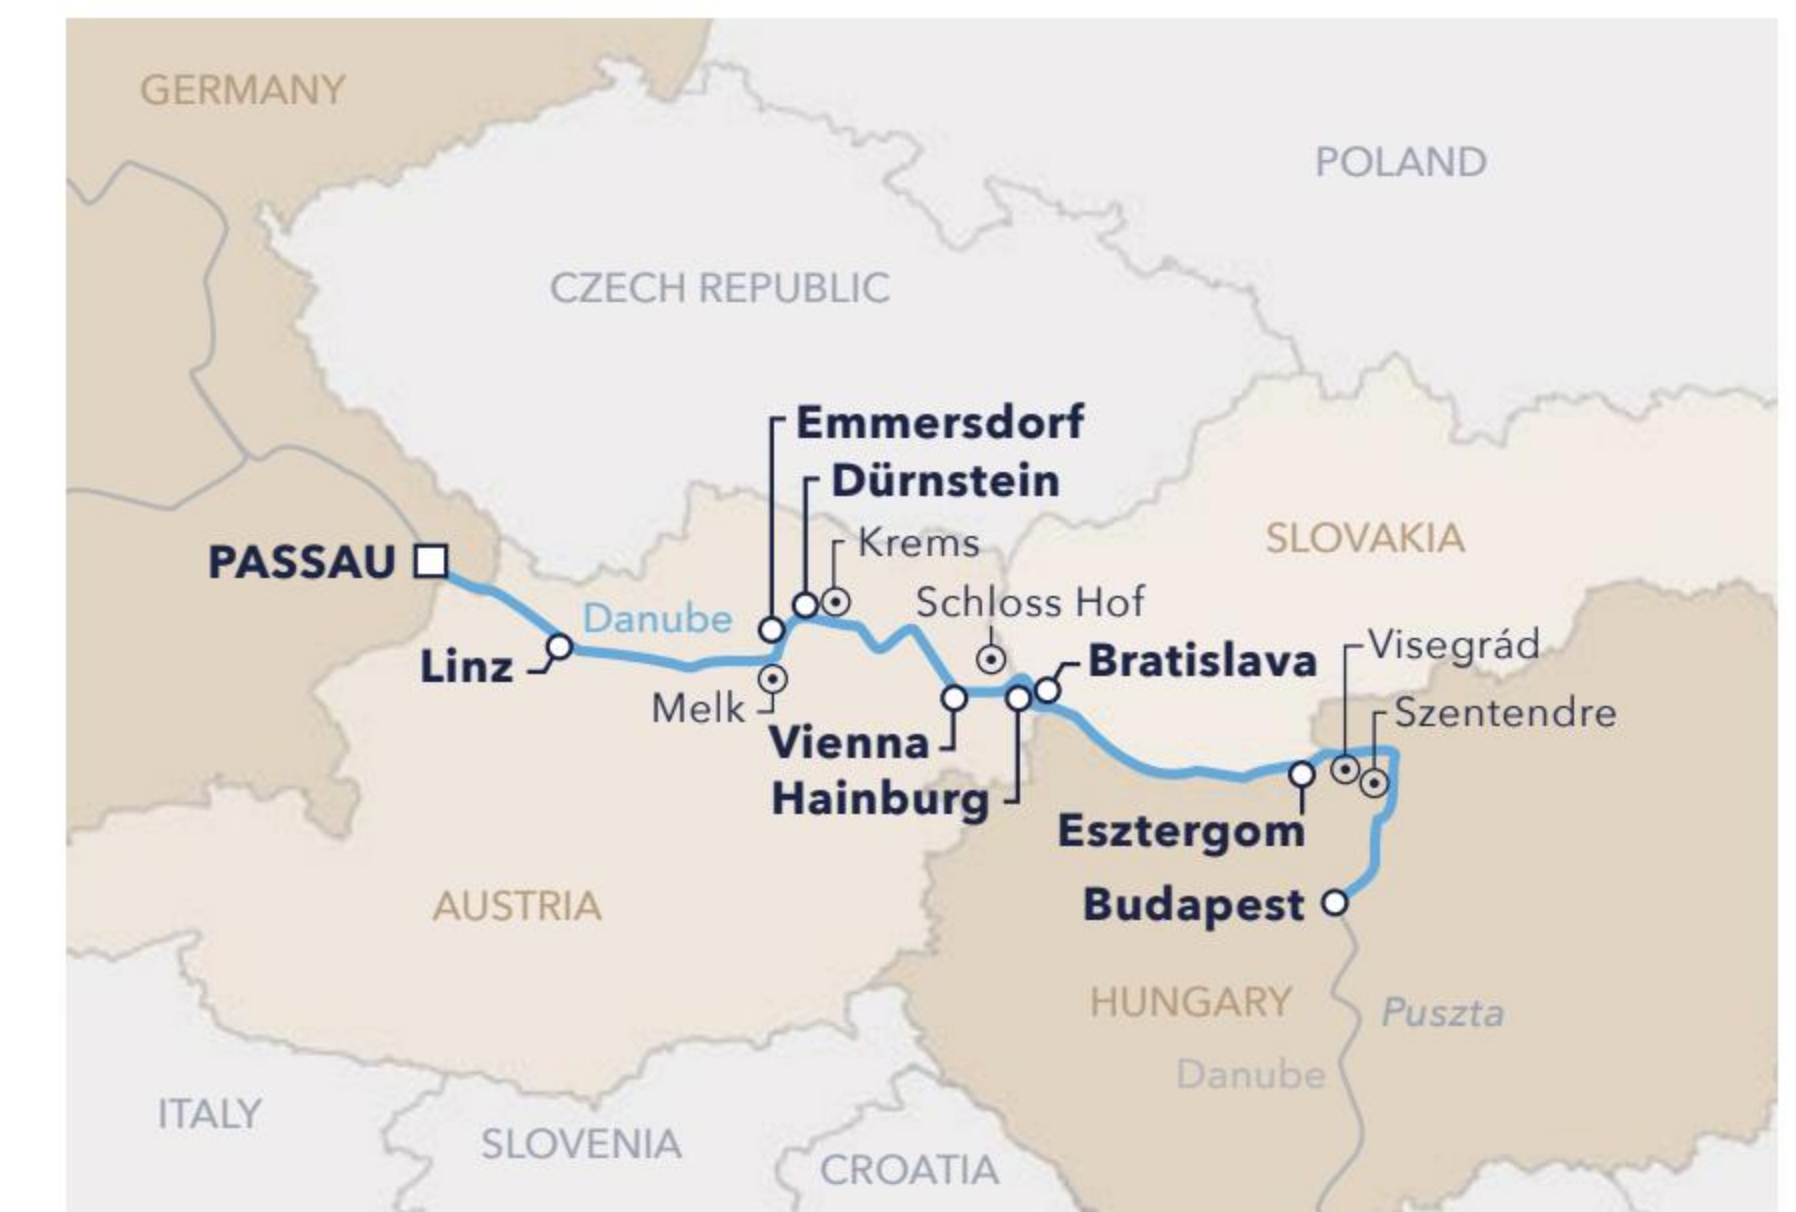 GERMANY
POLAND
CZECH REPUBLIC
Emmersdorf
Dürnstein
Krems
SLOVAKIA
PASSAU
Schloss Hof
Danube
Visegrád
Linz
Bratislava
Melk
Szentendre
Vienna
Hainburg
Esztergom
Budapest
AUSTRIA
HUNGARY
Puszta
Danube
ITALY
SLOVENIA
CROATIA